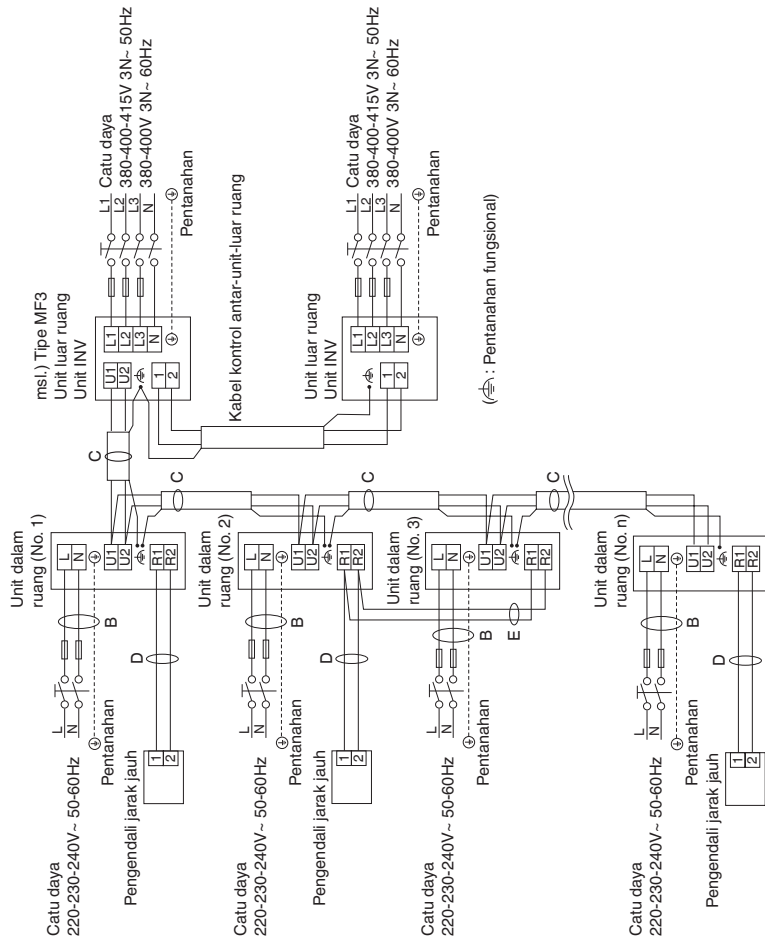 msl.) Tipe MF3
Unit luar ruang
Unit INV
U1
U2
1
2
L1
L2
L3
N
L1
L2
L3
N
Catu daya
380-400-415V 3N~ 50Hz
380-400V 3N~ 60Hz
Pentanahan
Kabel kontrol antar-unit-luar ruang
Unit luar ruang
Unit INV
1
2
L1
L2
L3
N
L1
L2
L3
N
Catu daya
380-400-415V 3N~ 50Hz
380-400V 3N~ 60Hz
Pentanahan
( : Pentanahan fungsional)
C
Unit dalam
ruang (No. 1)
L
N
U1
U2
R1
R2
B
D
L
N
Catu daya
220-230-240V~ 50-60Hz
Pentanahan
Pengendali jarak jauh
1
2
C
Unit dalam
ruang (No. 2)
L
N
U1
U2
R1
R2
B
D
L
N
Catu daya
220-230-240V~ 50-60Hz
Pentanahan
Pengendali jarak jauh
1
2
C
Unit dalam
ruang (No. 3)
L
N
U1
U2
R1
R2
B
E
L
N
Catu daya
220-230-240V~ 50-60Hz
Pentanahan
C
Unit dalam
ruang (No. n)
L
N
U1
U2
R1
R2
B
D
L
N
Catu daya
220-230-240V~ 50-60Hz
Pentanahan
Pengendali jarak jauh
1
2